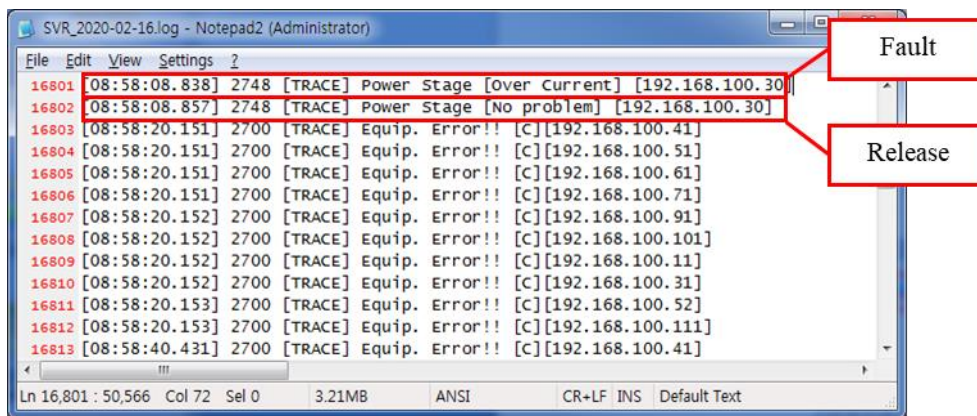 SVR_2020-02-16.log - Notepad2 (Administrator)
File Edit View Settings ?
Fault
16801 [08:58:08.838] 2748 [TRACE] Power Stage [Over Current] [192.168.100.30]
16802 [08:58:08.857] 2748 [TRACE] Power Stage [No problem] [192.168.100.30]
16803 [08:58:20.151] 2700 [TRACE] Equip. Error!! [C][192.168.100.41]
16804 [08:58:20.151] 2700 [TRACE] Equip. Error!! [C][192.168.100.51]
Release
16805 [08:58:20.151] 2700 [TRACE] Equip. Error!! [C][192.168.100.61]
16806 [08:58:20.151] 2700 [TRACE] Equip. Error!! [C][192.168.100.71]
16807 [08:58:20.152] 2700 [TRACE] Equip. Error!! [C][192.168.100.91]
16808 [08:58:20.152] 2700 [TRACE] Equip. Error!! [C][192.168.100.101]
16809 [08:58:20.152] 2700 [TRACE] Equip. Error!! [C][192.168.100.11]
16810 [08:58:20.152] 2700 [TRACE] Equip. Error!! [C][192.168.100.31]
16811 [08:58:20.153] 2700 [TRACE] Equip. Error!! [C][192.168.100.52]
16812 [08:58:20.153] 2700 [TRACE] Equip. Error!! [C][192.168.100.111]
16813 [08:58:40.431] 2700 [TRACE] Equip. Error!! [C][192.168.100.41]
Ln 16,801 : 50,566 Col 72 Sel 0 3.21MB ANSI CR+LF INS Default Text